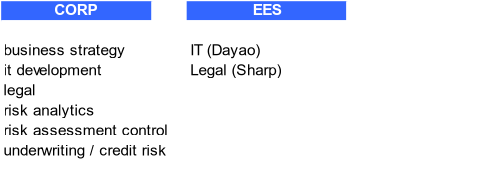 CORP
EES
business strategy
IT (Dayao)
it development
Legal (Sharp)
legal
risk analytics
risk assessment control
underwriting / credit risk